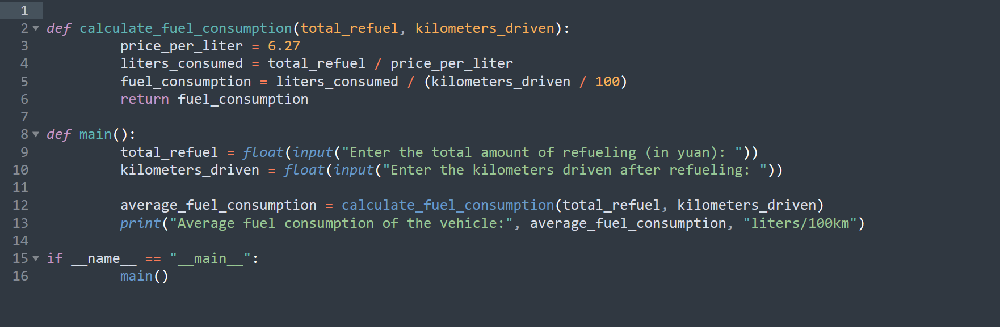 1
2 def calculate_fuel_consumption(total_refuel, kilometers_driven):
3 price_per_liter = 6.27
4 liters_consumed = total_refuel / price_per_liter
5 fuel_consumption = liters_consumed / (kilometers_driven / 100)
6 return fuel_consumption
7
8 def main():
9 total_refuel = float(input("Enter the total amount of refueling (in yuan): "))
10 kilometers_driven = float(input("Enter the kilometers driven after refueling: "))
11
12 average_fuel_consumption = calculate_fuel_consumption(total_refuel, kilometers_driven)
13 print("Average fuel consumption of the vehicle:", average_fuel_consumption, "liters/100km")
14
15 if __name__ == "__main__":
16 main()